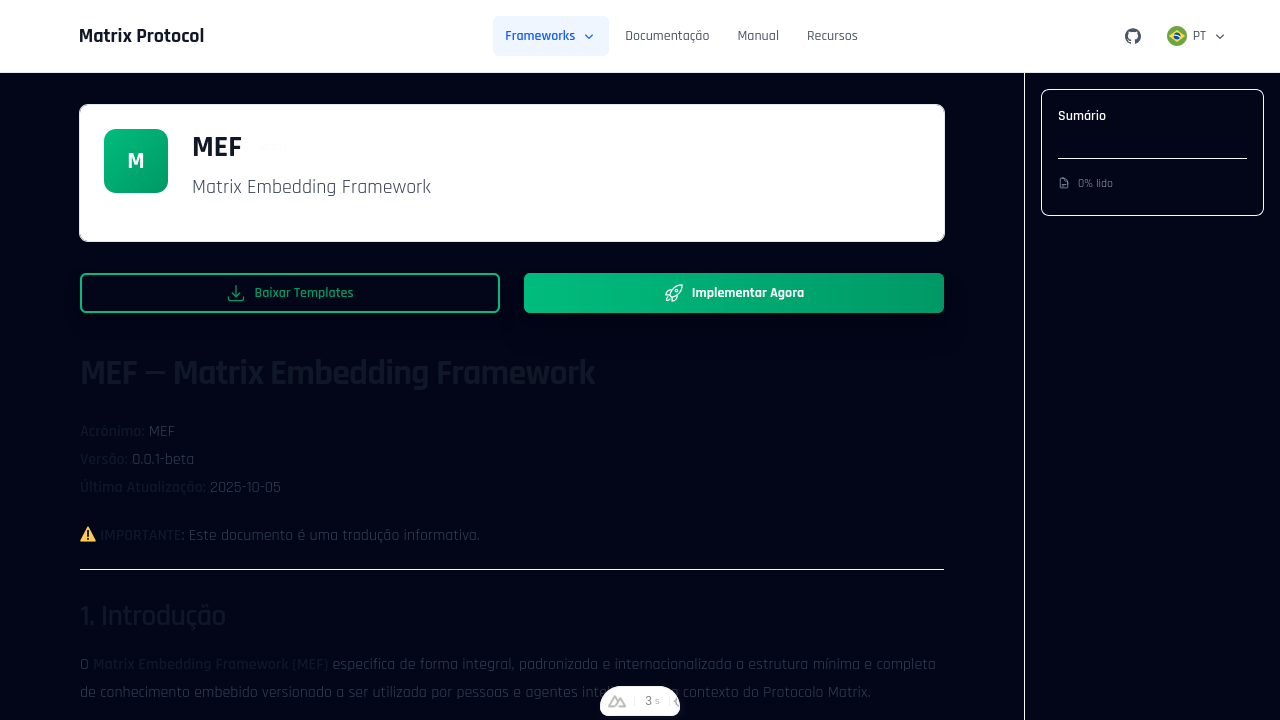 Matrix Protocol
Frameworks
Documentação
Manual
Recursos
PT
M
MEF
Matrix Embedding Framework
Baixar Templates
Implementar Agora
Sumário
0% lido
MEF — Matrix Embedding Framework
Acrônimo: MEF
Versão: 0.0.1-beta
Última Atualização: 2025-10-05
⚠️ IMPORTANTE: Este documento é uma tradução informativa.
1. Introdução
O Matrix Embedding Framework (MEF) especifica de forma integral, padronizada e internacionalizada a estrutura mínima e completa
de conhecimento embebido versionado a ser utilizada por pessoas e agentes contexto do Protocolo Matrix.
3 s